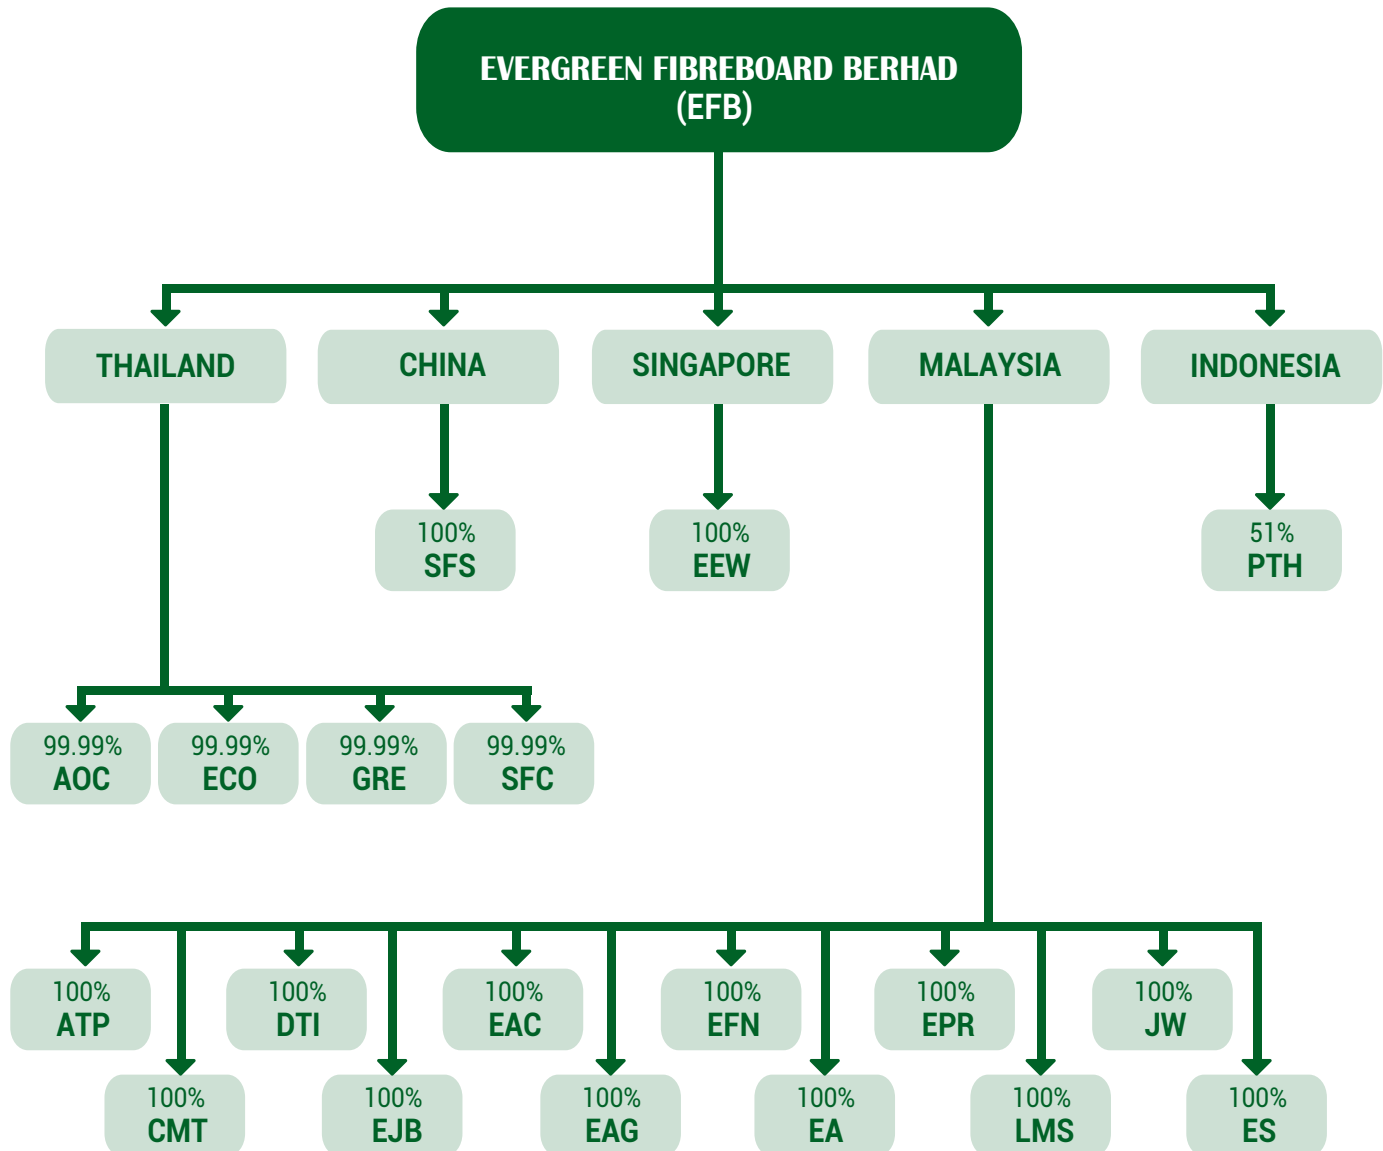 EVERGREEN FIBREBOARD BERHAD
(EFB)
THAILAND
CHINA
SINGAPORE
MALAYSIA
INDONESIA
100%
SFS
100%
EEW
51%
PTH
99.99%
AOC
99.99%
ECO
99.99%
GRE
99.99%
SFC
100%
ATP
100%
DTI
100%
EAC
100%
EFN
100%
EPR
100%
JW
100%
CMT
100%
EJB
100%
EAG
100%
EA
100%
LMS
100%
ES